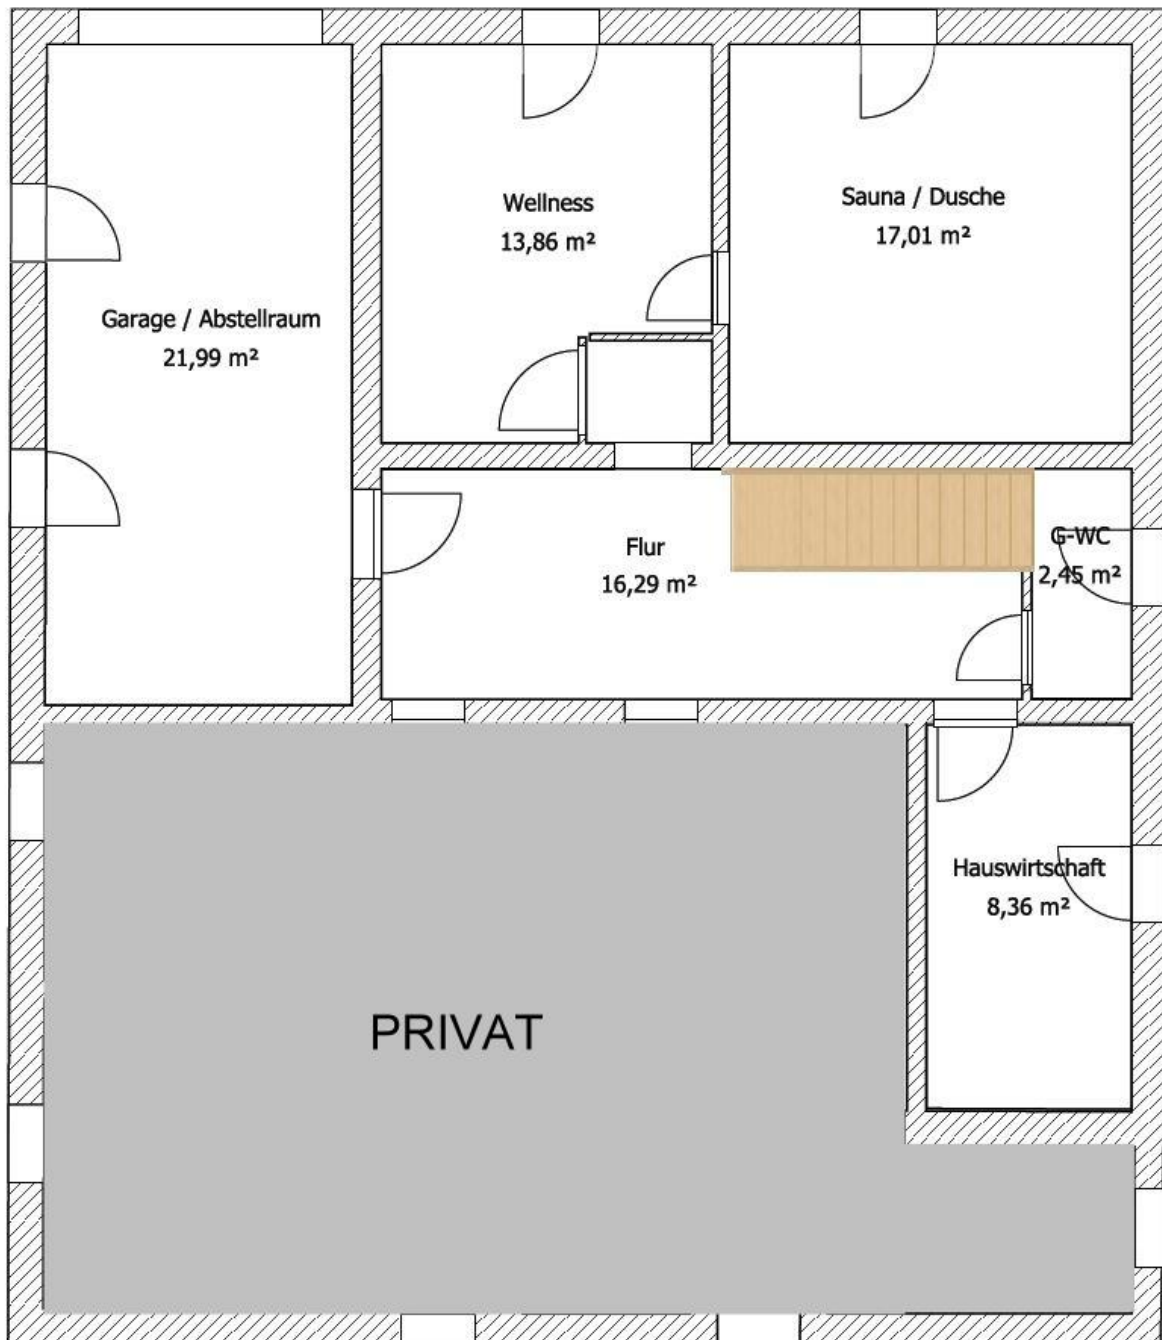 Wellness
13,86 m²
Sauna / Dusche
17,01 m²
Garage / Abstellraum
21,99 m²
Flur
16,29 m²
G-WC
2,45 m²
Hauswirtschaft
8,36 m²
PRIVAT